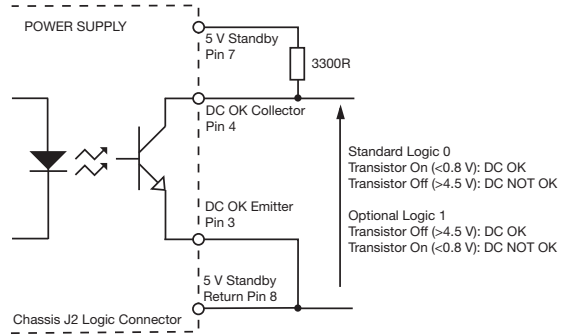 POWER SUPPLY
5 V Standby
Pin 7
3300R
DC OK Collector
Pin 4
Standard Logic 0
Transistor On (<0.8 V): DC OK
Transistor Off (>4.5 V): DC NOT OK
Optional Logic 1
Transistor Off (>4.5 V): DC OK
Transistor On (<0.8 V): DC NOT OK
DC OK Emitter
Pin 3
5 V Standby
Return Pin 8
Chassis J2 Logic Connector